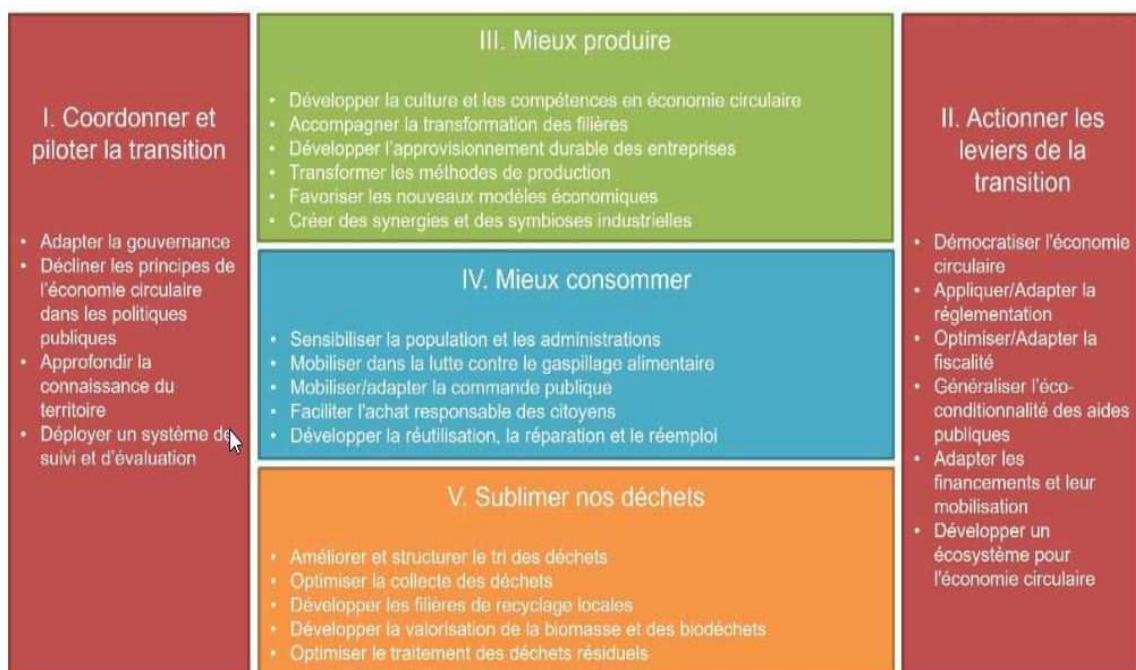 I. Coordonner et
piloter la transition
• Adapter la gouvernance
• Décliner les principes de
l'économie circulaire
dans les politiques
publiques
• Approfondir la
connaissance du
territoire
• Déployer un système de
suivi et d'évaluation
III. Mieux produire
• Développer la culture et les compétences en économie circulaire
• Accompagner la transformation des filières
• Développer l'approvisionnement durable des entreprises
• Transformer les méthodes de production
• Favoriser les nouveaux modèles économiques
• Créer des synergies et des symbioses industrielles
IV. Mieux consommer
• Sensibiliser la population et les administrations
• Mobiliser dans la lutte contre le gaspillage alimentaire
• Mobiliser/adapter la commande publique
• Faciliter l'achat responsable des citoyens
• Développer la réutilisation, la réparation et le réemploi
V. Sublimer nos déchets
• Améliorer et structurer le tri des déchets
• Optimiser la collecte des déchets
• Développer les filières de recyclage locales
• Développer la valorisation de la biomasse et des biodéchets
• Optimiser le traitement des déchets résiduels
II. Actionner les
leviers de la
transition
• Démocratiser l'économie
circulaire
• Appliquer/Adapter la
réglementation
• Optimiser/Adapter la
fiscalité
• Généraliser l'éco-
conditionnalité des aides
publiques
• Adapter les
financements et leur
mobilisation
• Développer un
écosystème pour
l'économie circulaire